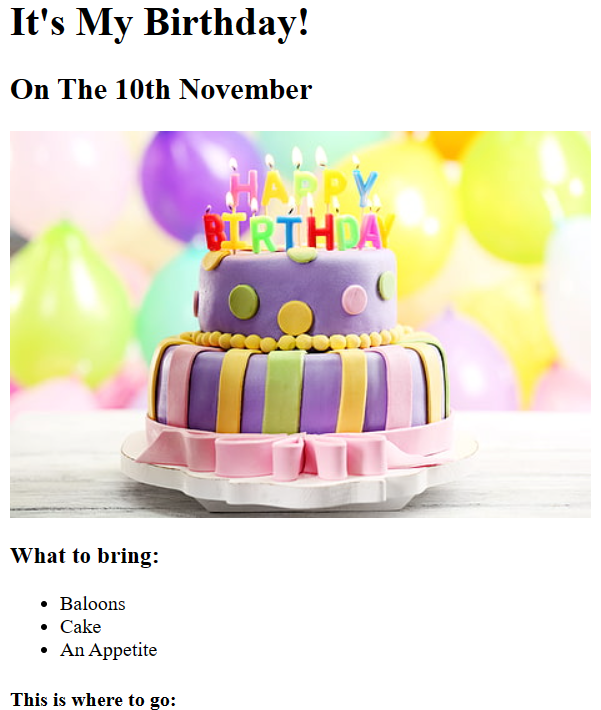 It's My Birthday!
On The 10th November
HAPPY
BIRTHDAY
What to bring:
Baloons
Cake
An Appetite
This is where to go: